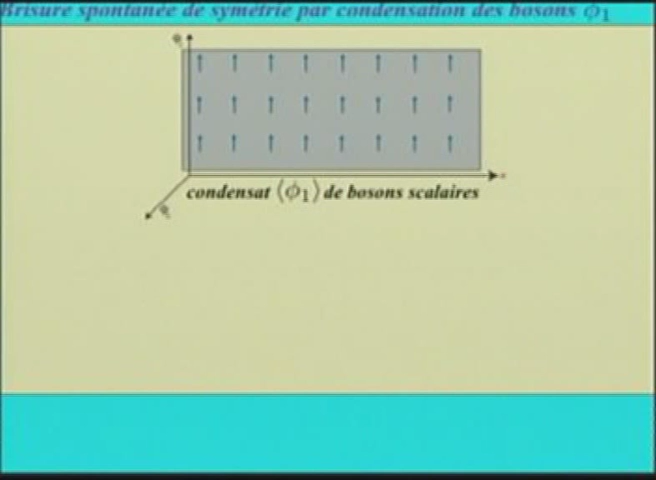 Brisure spontanée de symétrie par condensation des bosons ϕ₁
condensat ⟨ϕ₁⟩ de bosons scalaires